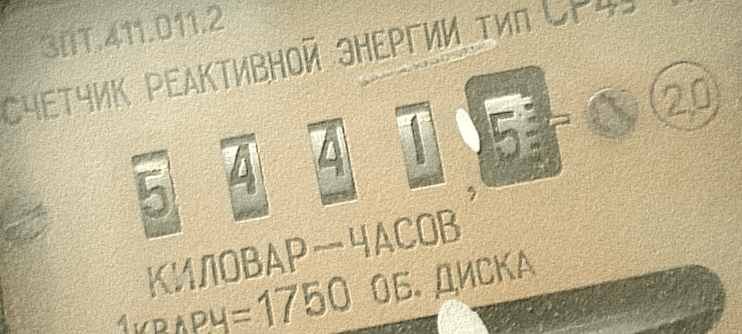 ЗПТ.411.011.2
СЧЕТЧИК РЕАКТИВНОЙ ЭНЕРГИИ ТИП
5 4 4 1 , 5
2,0
КИЛОВАР-ЧАСОВ
1КВАРЧ=1750 ОБ. ДИСКА